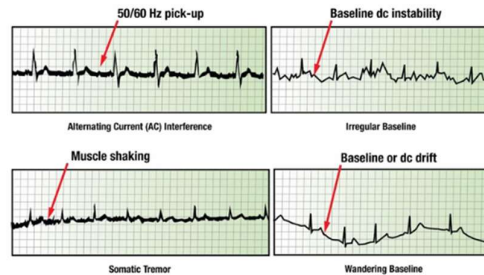 50/60 Hz pick-up
Baseline dc instability
Alternating Current (AC) Interference
Irregular Baseline
Muscle shaking
Baseline or dc drift
Somatic Tremor
Wandering Baseline